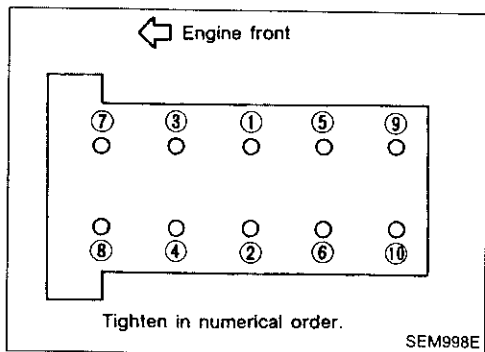 Engine front
⑦ ③ ① ⑤ ⑨
⑧ ④ ② ⑥ ⑩
Tighten in numerical order.
SEM998E